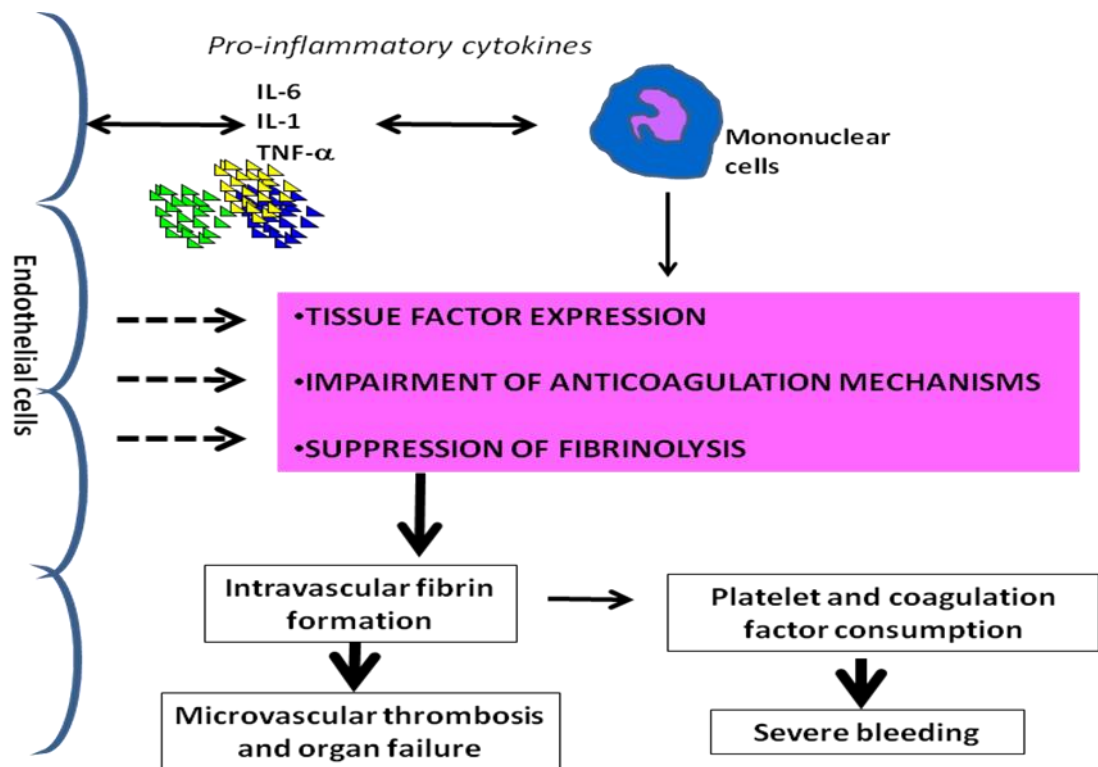 Pro-inflammatory cytokines
IL-6
IL-1
TNF-α
Mononuclear
cells
Endothelial cells
•TISSUE FACTOR EXPRESSION
•IMPAIRMENT OF ANTICOAGULATION MECHANISMS
•SUPPRESSION OF FIBRINOLYSIS
Intravascular fibrin
formation
Platelet and coagulation
factor consumption
Microvascular thrombosis
and organ failure
Severe bleeding